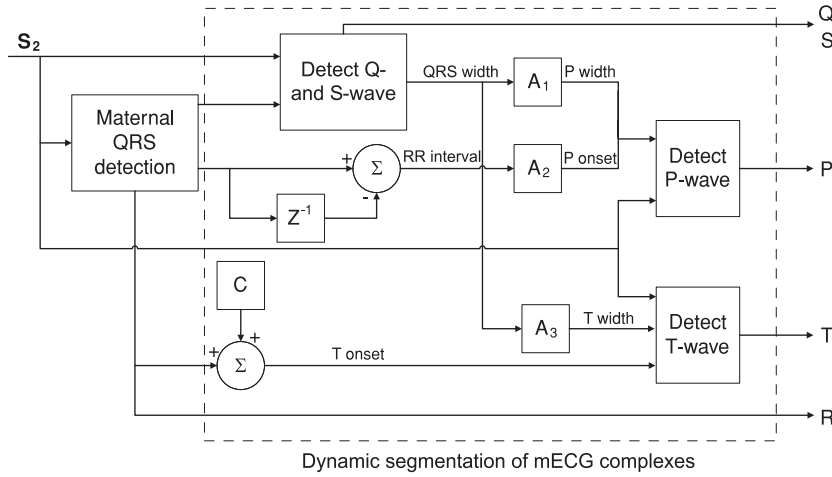 Q
S₂
S
Detect Q-
and S-wave
QRS width
A₁
P width
Maternal
QRS
detection
+
Σ
RR interval
A₂
P onset
Detect
P-wave
P
-
Z⁻¹
C
+
+
Σ
T onset
A₃
T width
Detect
T-wave
T
R
Dynamic segmentation of mECG complexes